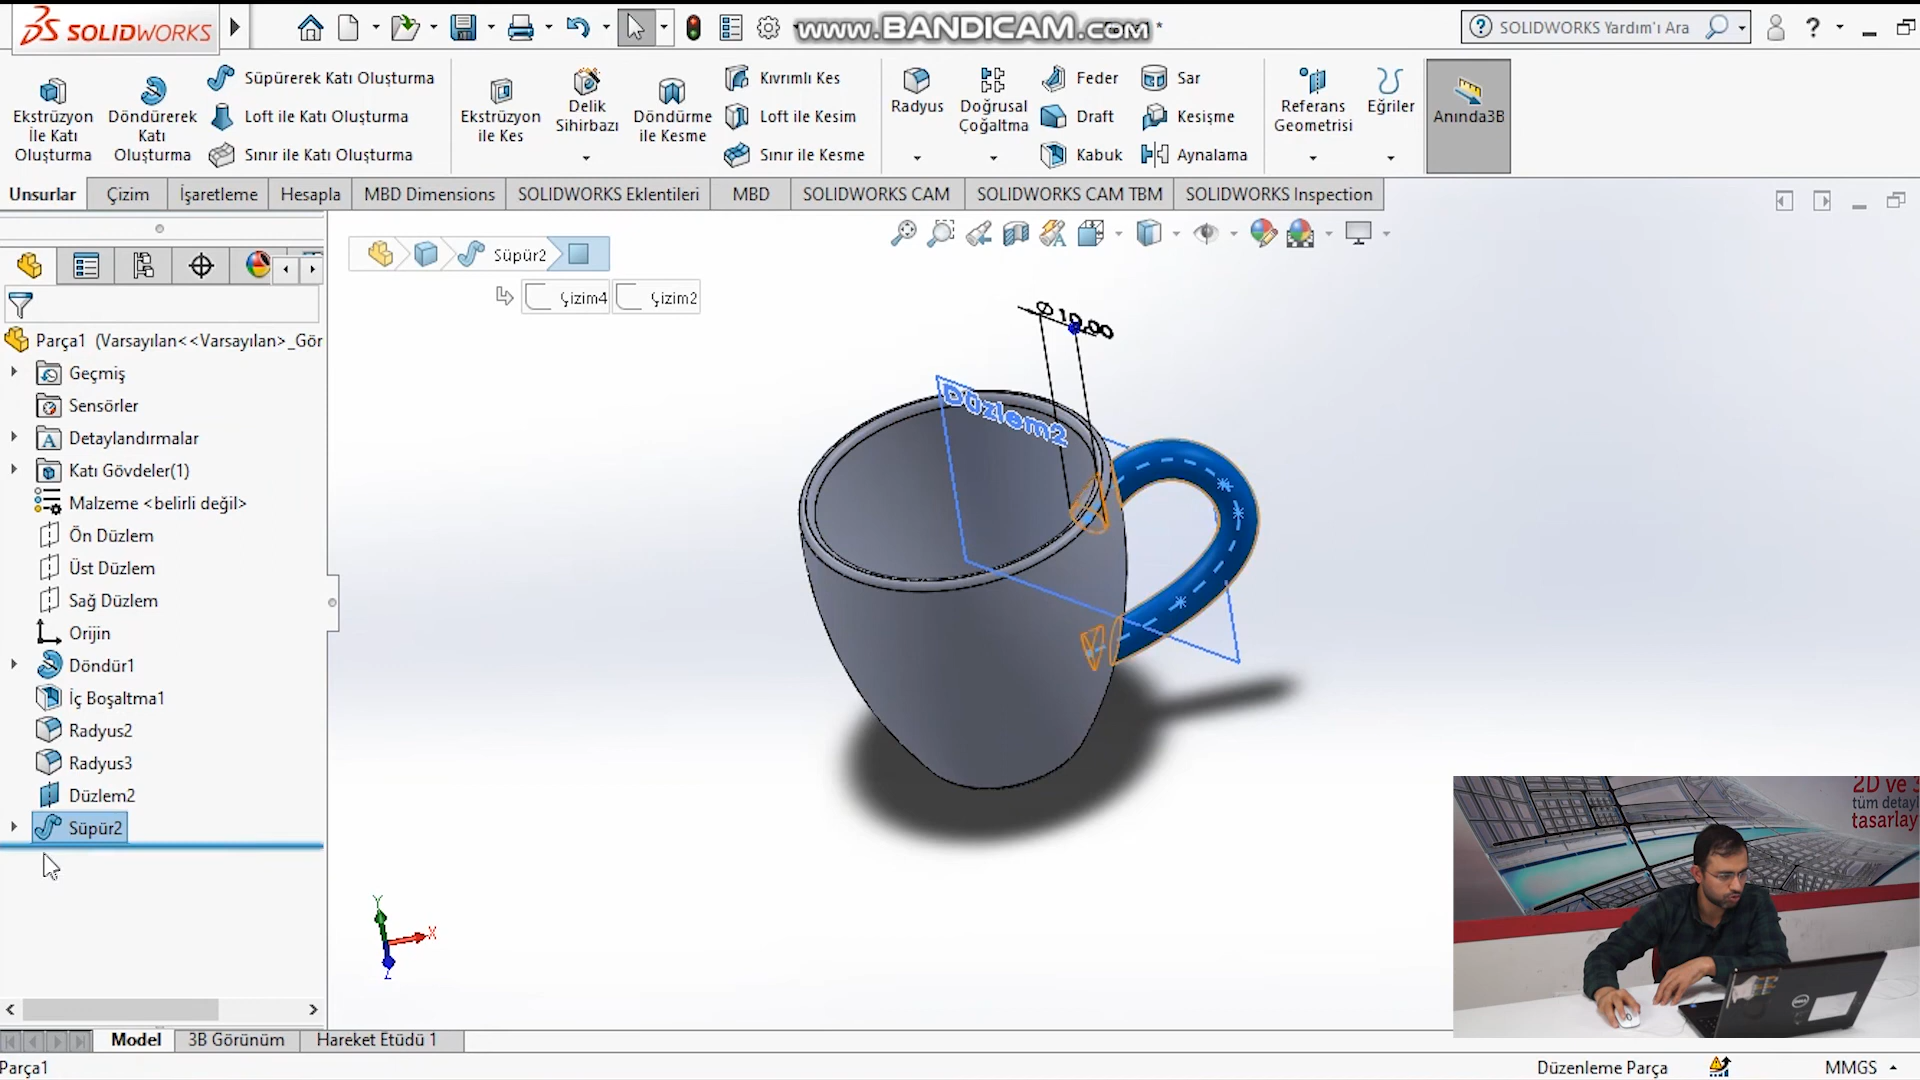 SOLIDWORKS
www.BANDICAM.com
*
SOLIDWORKS Yardım'ı Ara
?
Ekstrüzyon
İle Katı
Oluşturma
Döndürerek
Katı
Oluşturma
Süpürerek Katı Oluşturma
Loft ile Katı Oluşturma
Sınır ile Katı Oluşturma
Ekstrüzyon
ile Kes
Delik
Sihirbazı
Döndürme
ile Kesme
Kıvrımlı Kes
Loft ile Kesim
Sınır ile Kesme
Radyus
Doğrusal
Çoğaltma
Feder
Draft
Kabuk
Sar
Kesişme
Aynalama
Referans
Geometrisi
Eğriler
Anında3B
Unsurlar
Çizim
İşaretleme
Hesapla
MBD Dimensions
SOLIDWORKS Eklentileri
MBD
SOLIDWORKS CAM
SOLIDWORKS CAM TBM
SOLIDWORKS Inspection
Süpür2
Çizim4
Çizim2
Parça1 (Varsayılan<<Varsayılan>_Gör
Geçmiş
Sensörler
Detaylandırmalar
Katı Gövdeler(1)
Malzeme <belirli değil>
Ön Düzlem
Üst Düzlem
Sağ Düzlem
Orijin
Döndür1
İç Boşaltma1
Radyus2
Radyus3
Düzlem2
Süpür2
Ø10.00
Düzlem2
Y
X
Z
2D ve 3
tüm detayl
tasarlay
DELL
Model
3B Görünüm
Hareket Etüdü 1
Parça1
Düzenleme Parça
MMGS